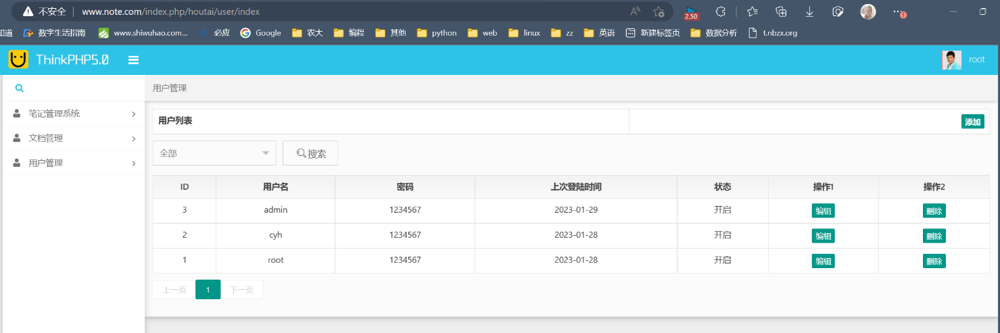 不安全 www.note.com/index.php/houtai/user/index 2.50
知道 数字生活指南 www.shiwuhao.com... 必应 Google 农大 编程 其他 python web linux zz 英语 新建标签页 数据分析 t.nbzx.org
ThinkPHP5.0 root
用户管理
笔记管理系统
文档管理
用户管理
用户列表 添加
全部 搜索
ID 用户名 密码 上次登陆时间 状态 操作1 操作2
3 admin 1234567 2023-01-29 开启 编辑 删除
2 cyh 1234567 2023-01-28 开启 编辑 删除
1 root 1234567 2023-01-28 开启 编辑 删除
上一页 1 下一页